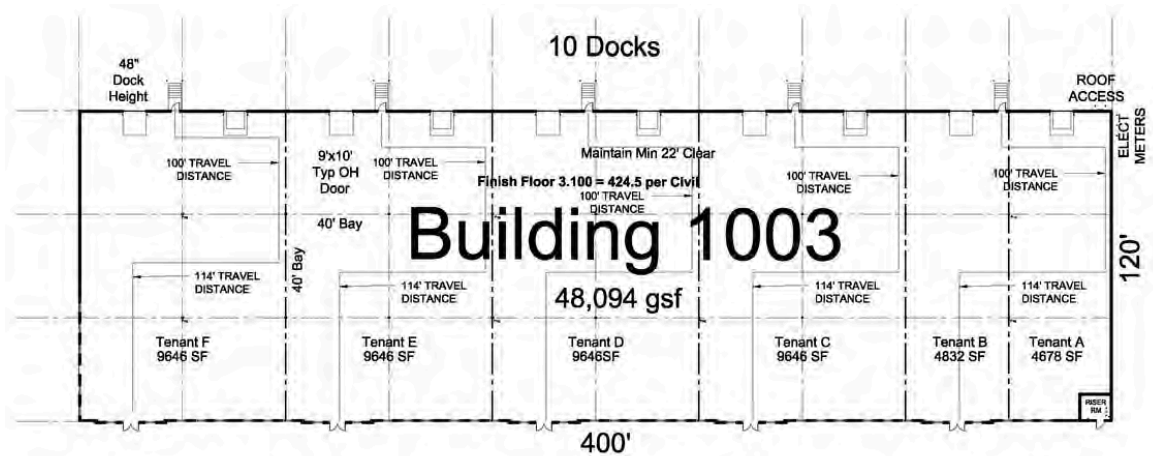 10 Docks
48"
Dock
Height
ROOF
ACCESS
ELECT
METERS
100' TRAVEL
DISTANCE
9'x10'
Typ OH
Door
100' TRAVEL
DISTANCE
Maintain Min 22' Clear
Finish Floor 3.100 = 424.5 per Civil
100' TRAVEL
DISTANCE
100' TRAVEL
DISTANCE
100' TRAVEL
DISTANCE
40' Bay
40' Bay
Building 1003
48,094 gsf
120'
114' TRAVEL
DISTANCE
114' TRAVEL
DISTANCE
114' TRAVEL
DISTANCE
114' TRAVEL
DISTANCE
Tenant F
9646 SF
Tenant E
9646 SF
Tenant D
9646SF
Tenant C
9646 SF
Tenant B
4832 SF
Tenant A
4678 SF
RISER
RM
400'